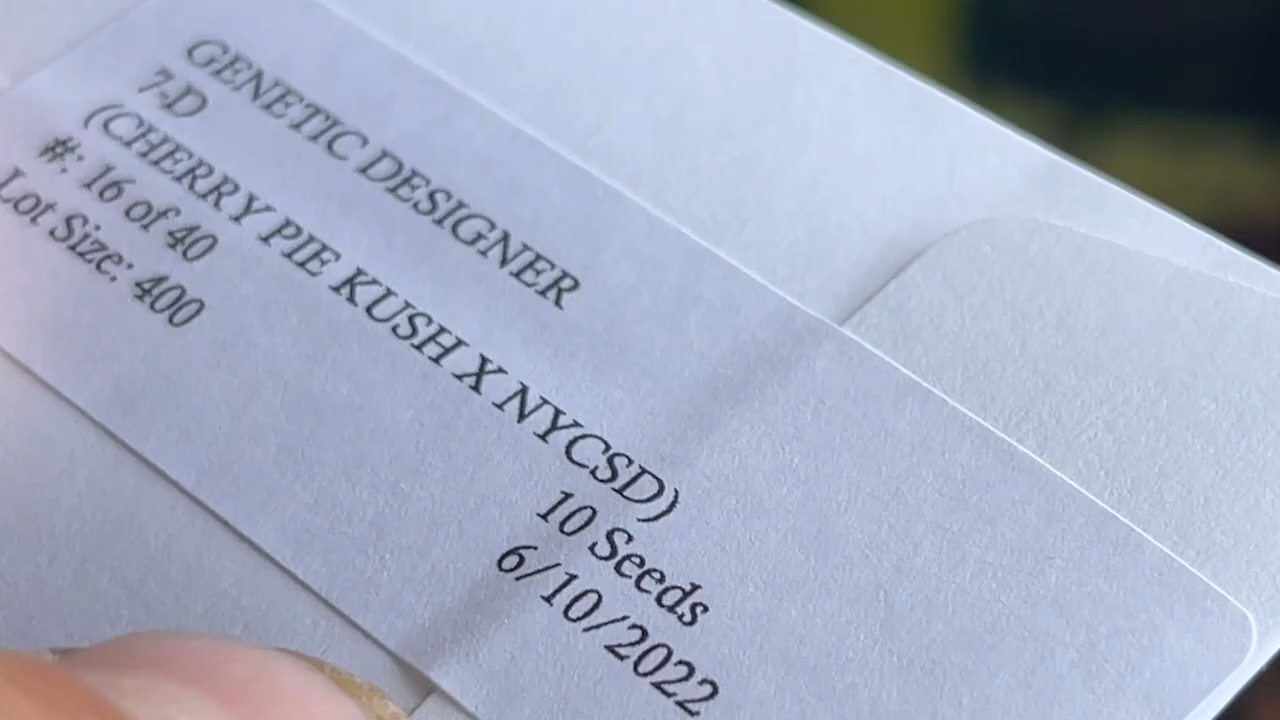 GENETIC DESIGNER
7-D
(CHERRY PIE KUSH X NYCSD)
#: 16 of 40
10 Seeds
Lot Size: 400
6/10/2022